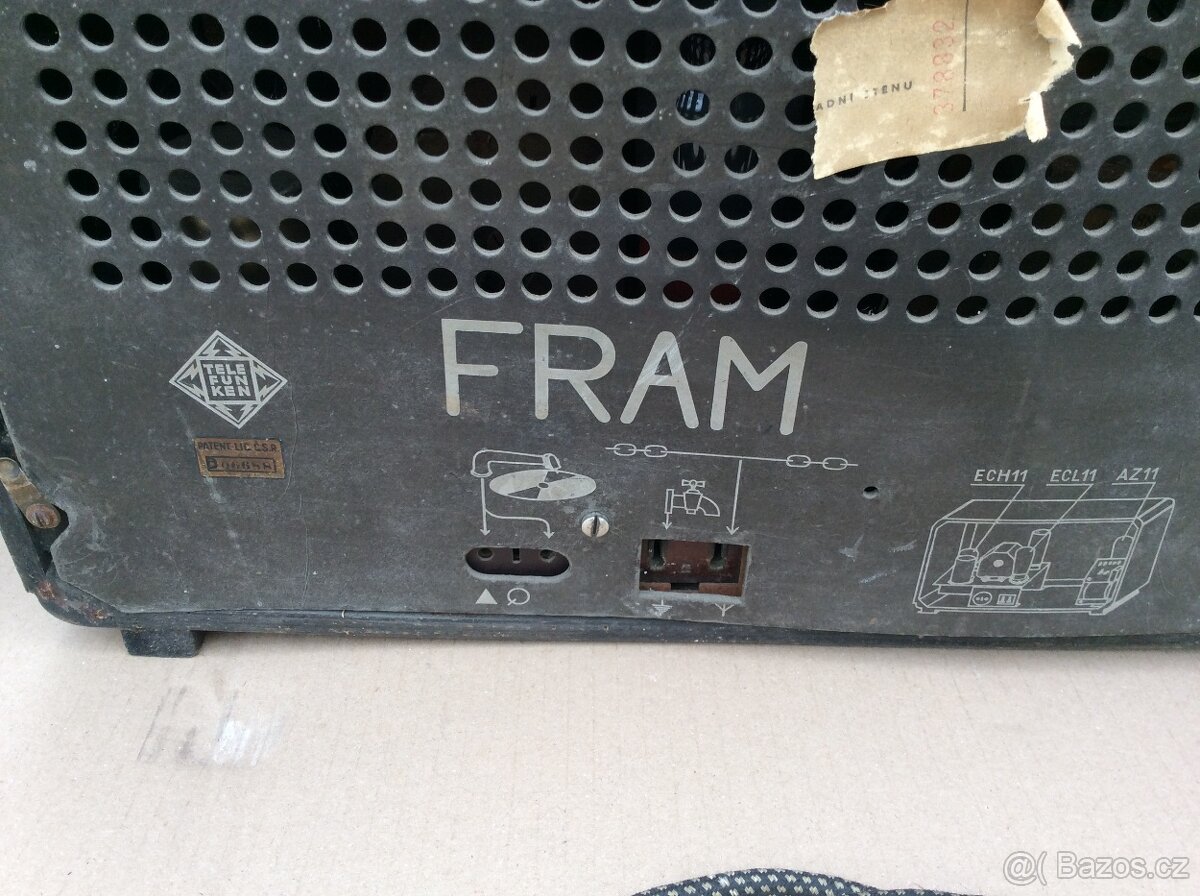 ADNÍ STĚNU
378832
FRAM
TELE
FUN
KEN
PATENT-LIC. Č.S.R.
ECH11 ECL11 AZ11
@( Bazos.cz